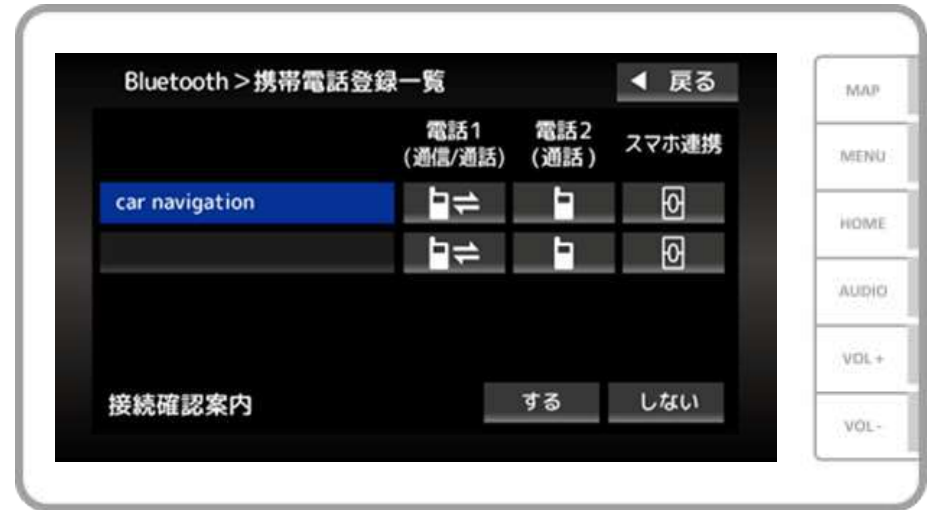 Bluetooth＞携帯電話登録一覧
◀ 戻る
電話1
(通信/通話)
電話2
(通話)
スマホ連携
car navigation
接続確認案内
する
しない
MAP
MENU
HOME
AUDIO
VOL +
VOL -